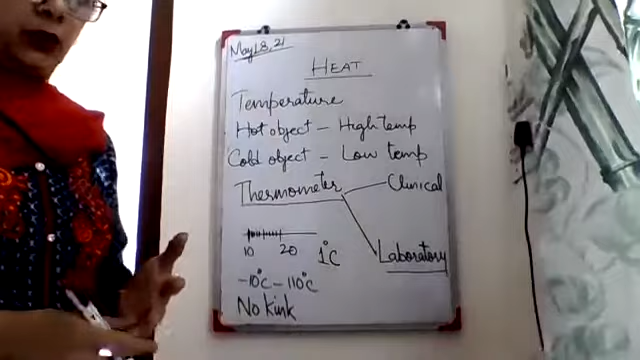 May 18, 21
HEAT
Temperature
Hot object – High temp
Cold object – Low temp
Thermometer
Clinical
Laboratory
10 20 1°C
-10°C – 110°C
No kink